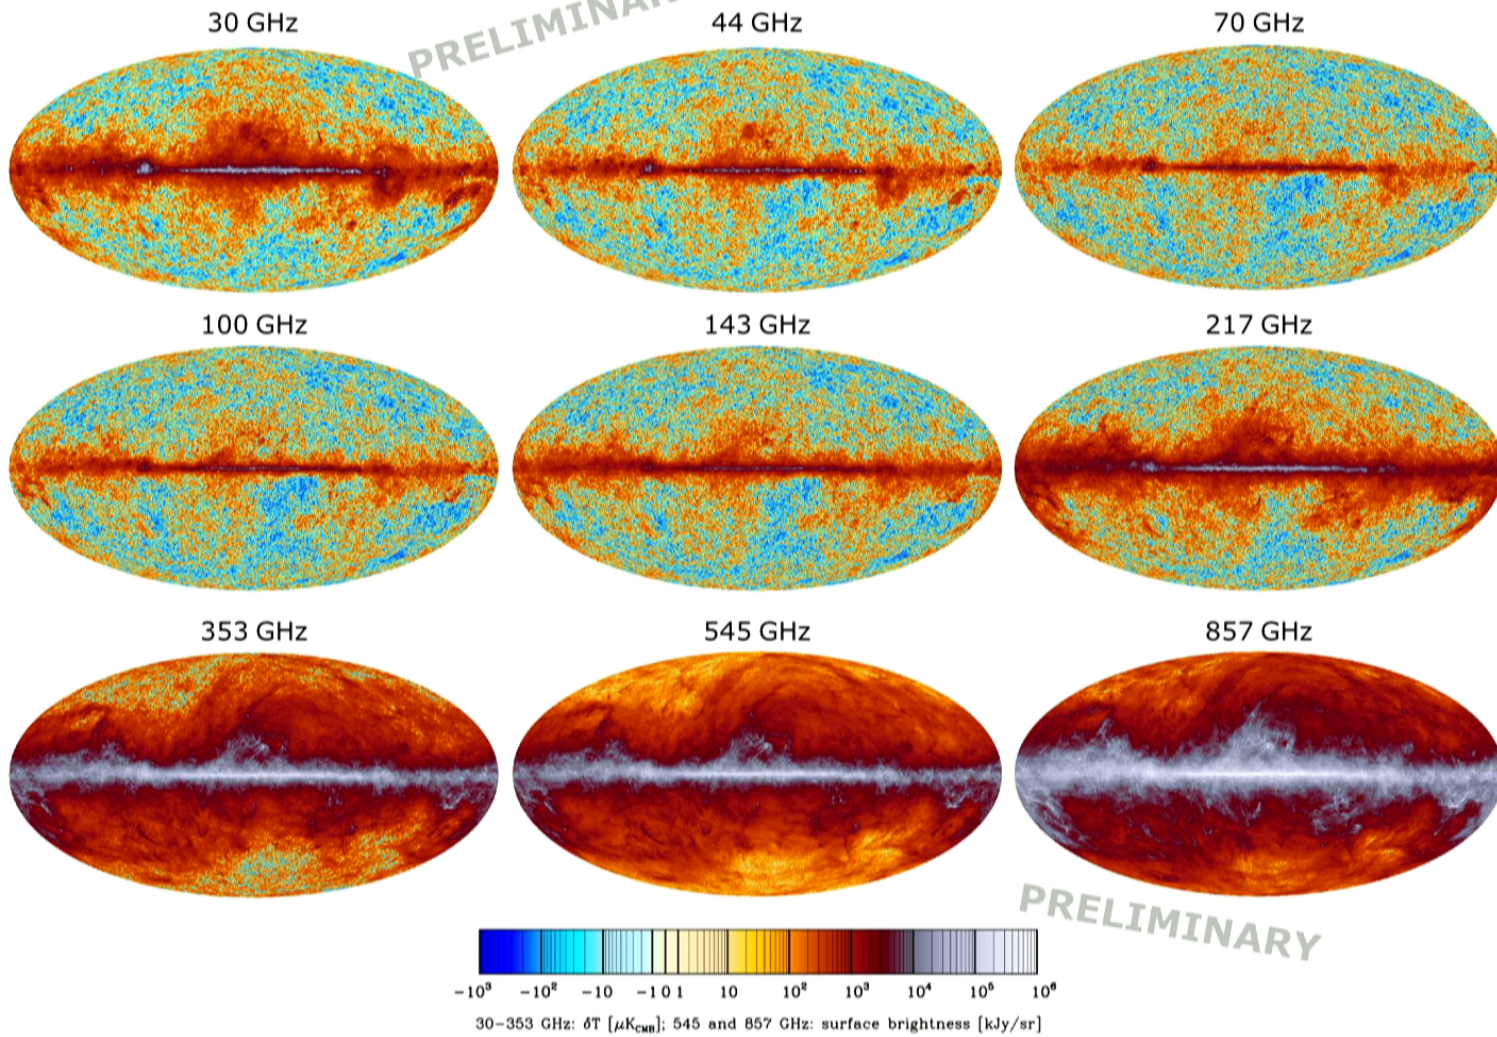 PRELIMINARY
30 GHz
44 GHz
70 GHz
100 GHz
143 GHz
217 GHz
353 GHz
545 GHz
857 GHz
PRELIMINARY
-10³ -10² -10 -1 0 1 10 10² 10³ 10⁴ 10⁵ 10⁶
30-353 GHz: δT [μK_CMB]; 545 and 857 GHz: surface brightness [kJy/sr]